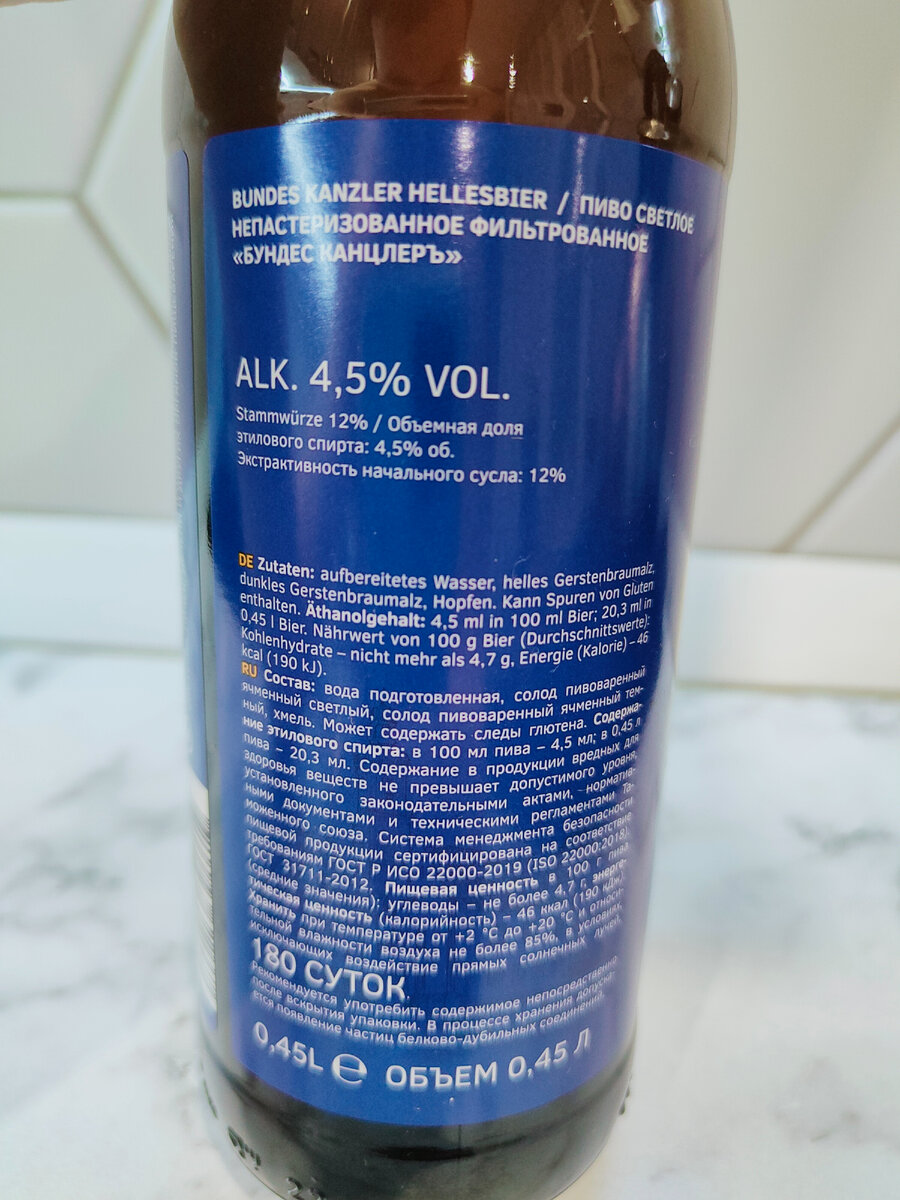 BUNDES KANZLER HELLESBIER / ПИВО СВЕТЛОЕ
НЕПАСТЕРИЗОВАННОЕ ФИЛЬТРОВАННОЕ
«БУНДЕС КАНЦЛЕРЪ»
ALK. 4,5% VOL.
Stammwürze 12% / Объемная доля
этилового спирта: 4,5% об.
Экстрактивность начального сусла: 12%
DE Zutaten: aufbereitetes Wasser, helles Gerstenbraumalz,
dunkles Gerstenbraumalz, Hopfen. Kann Spuren von Gluten
enthalten. Äthanolgehalt: 4,5 ml in 100 ml Bier; 20,3 ml in
0,45 l Bier. Nährwert von 100 g Bier (Durchschnittswerte):
Kohlenhydrate – nicht mehr als 4,7 g, Energie (Kalorie) – 46
kcal (190 kJ).
RU Состав: вода подготовленная, солод пивоваренный
ячменный светлый, солод пивоваренный ячменный тем-
ный, хмель. Может содержать следы глютена. Содержа-
ние этилового спирта: в 100 мл пива – 4,5 мл; в 0,45 л
пива – 20,3 мл. Содержание в продукции вредных для
здоровья веществ не превышает допустимого уровня,
установленного законодательными актами, норматив-
ными документами и техническими регламентами Та-
моженного союза. Система менеджмента безопасности
пищевой продукции сертифицирована на соответствие
требованиям ГОСТ Р ИСО 22000-2019 (ISO 22000:2018).
ГОСТ 31711-2012. Пищевая ценность в 100 г пива
(средние значения): углеводы – не более 4,7 г, энерге-
тическая ценность (калорийность) – 46 ккал (190 кДж).
Хранить при температуре от +2 °С до +20 °С и относи-
тельной влажности воздуха не более 85%, в условиях,
исключающих воздействие прямых солнечных лучей.
180 СУТОК.
Рекомендуется употребить содержимое непосредственно
после вскрытия упаковки. В процессе хранения допуска-
ется появление частиц белково-дубильных соединений.
0,45L ℮ ОБЪЕМ 0,45 Л